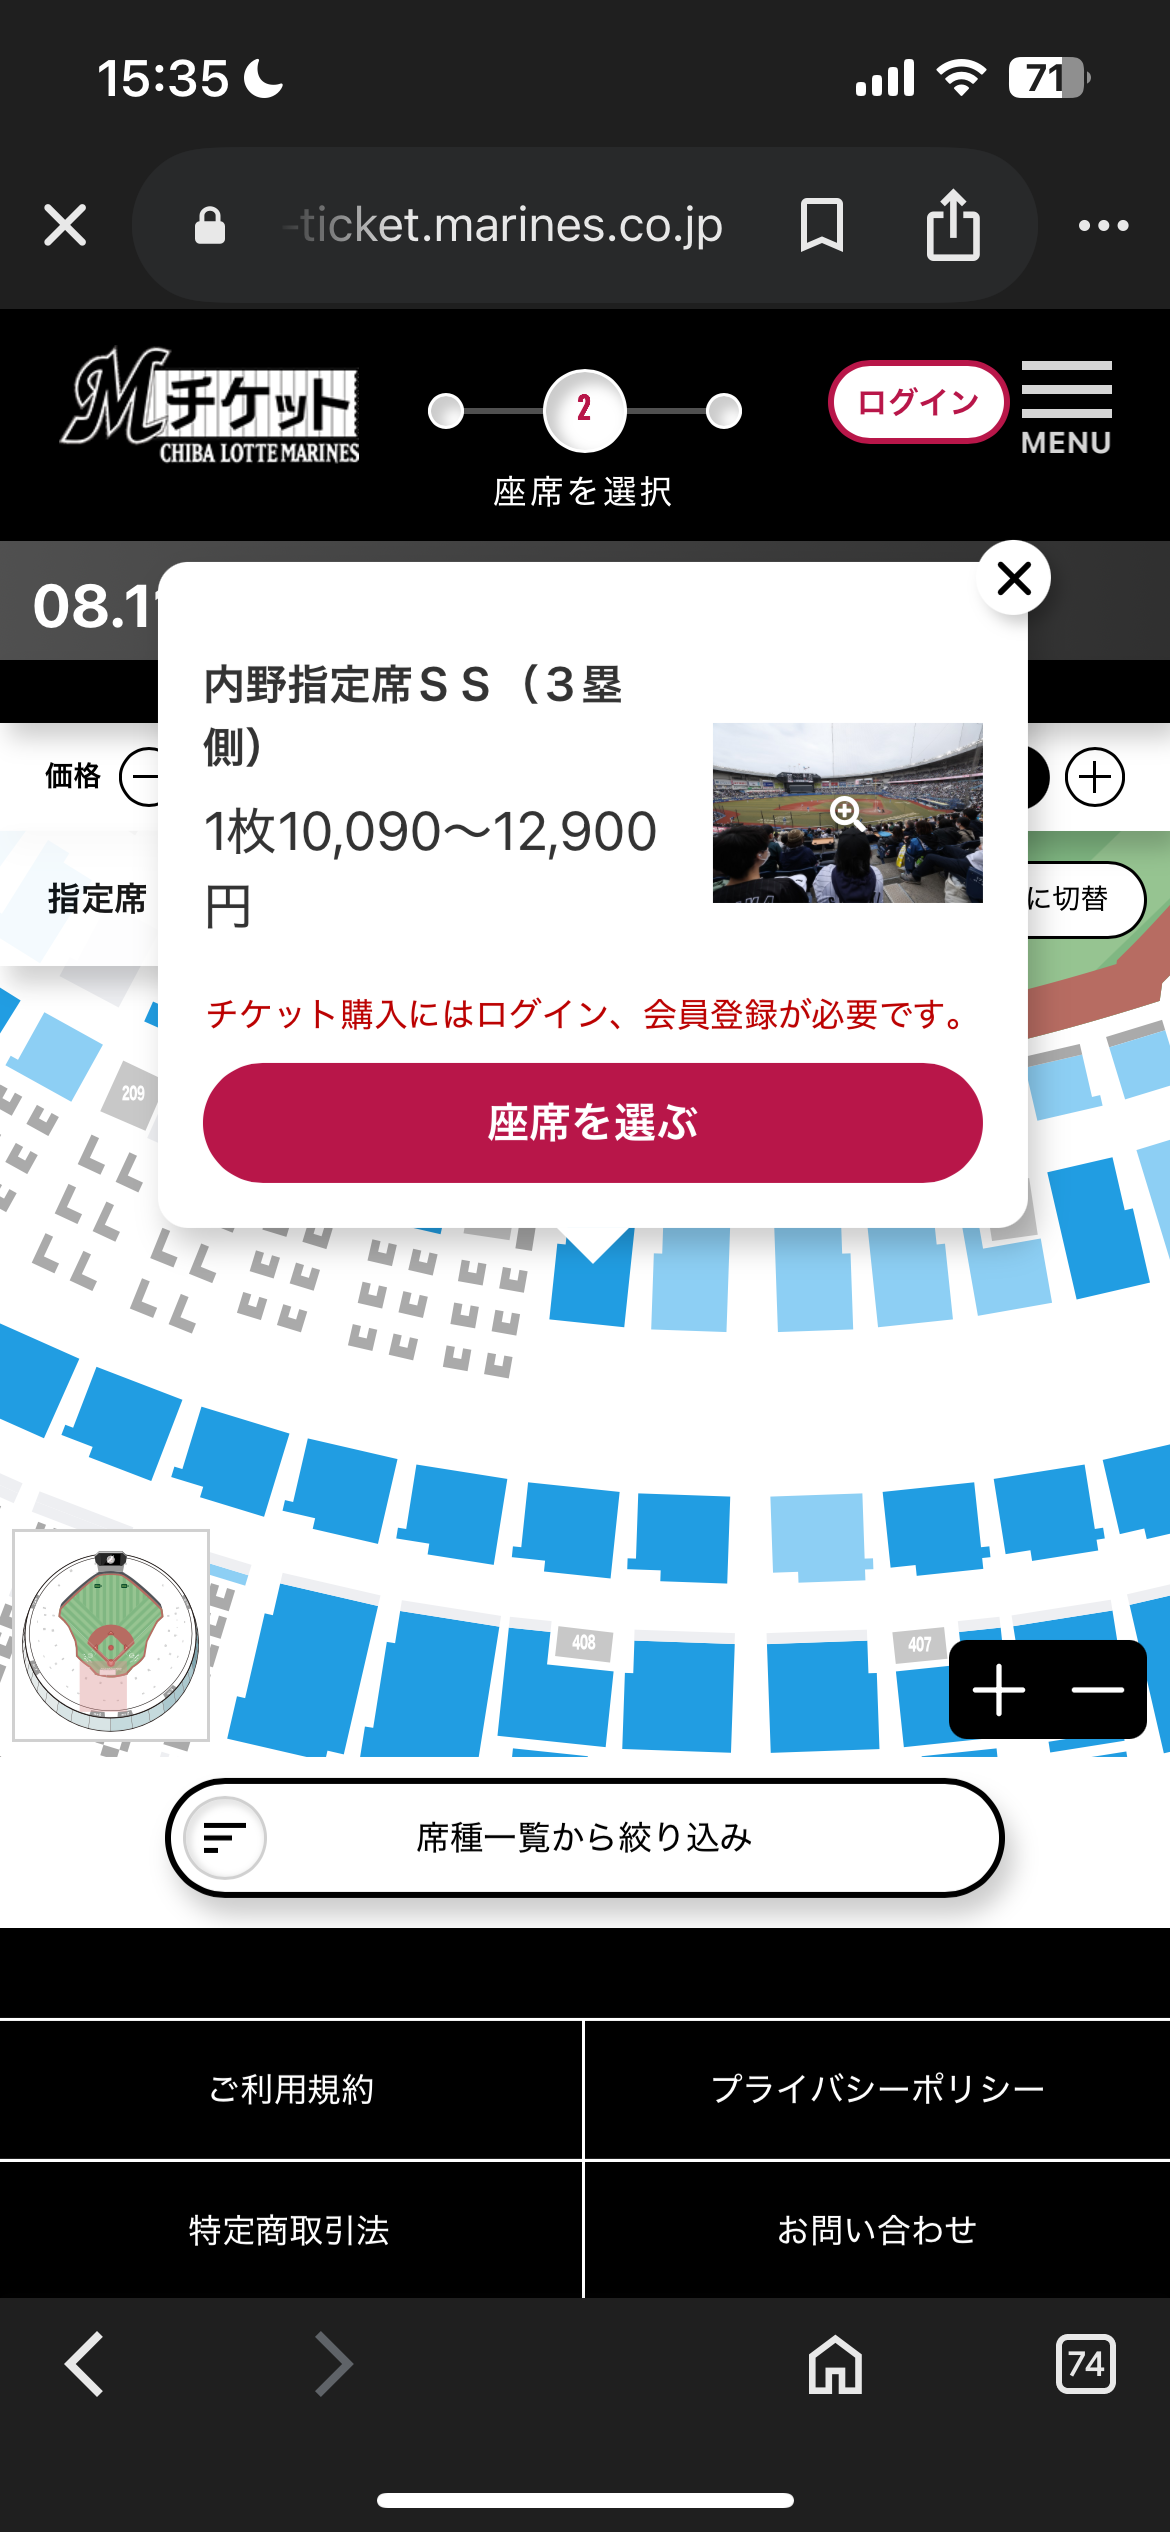 15:35
71
-ticket.marines.co.jp
チケット
CHIBA LOTTE MARINES
2
座席を選択
ログイン
MENU
08.1
内野指定席ＳＳ（３塁
側）
1枚10,090〜12,900
円
チケット購入にはログイン、会員登録が必要です。
座席を選ぶ
価格
指定席
に切替
209
408
407
席種一覧から絞り込み
ご利用規約
プライバシーポリシー
特定商取引法
お問い合わせ
74